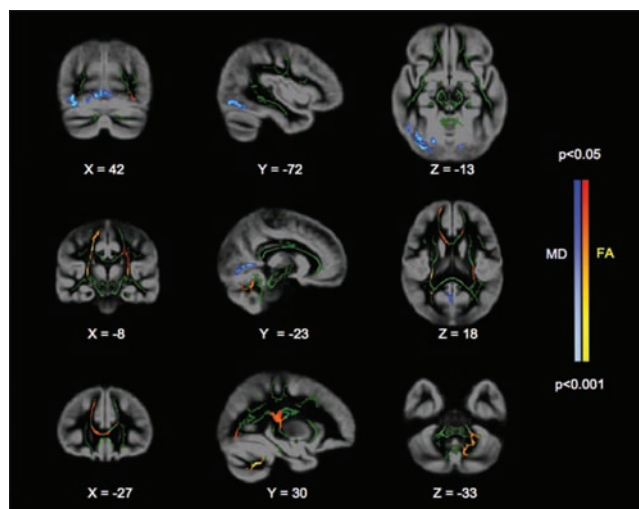 X = 42
Y = -72
Z = -13
p<0.05
MD
FA
X = -8
Y = -23
Z = 18
p<0.001
X = -27
Y = 30
Z = -33